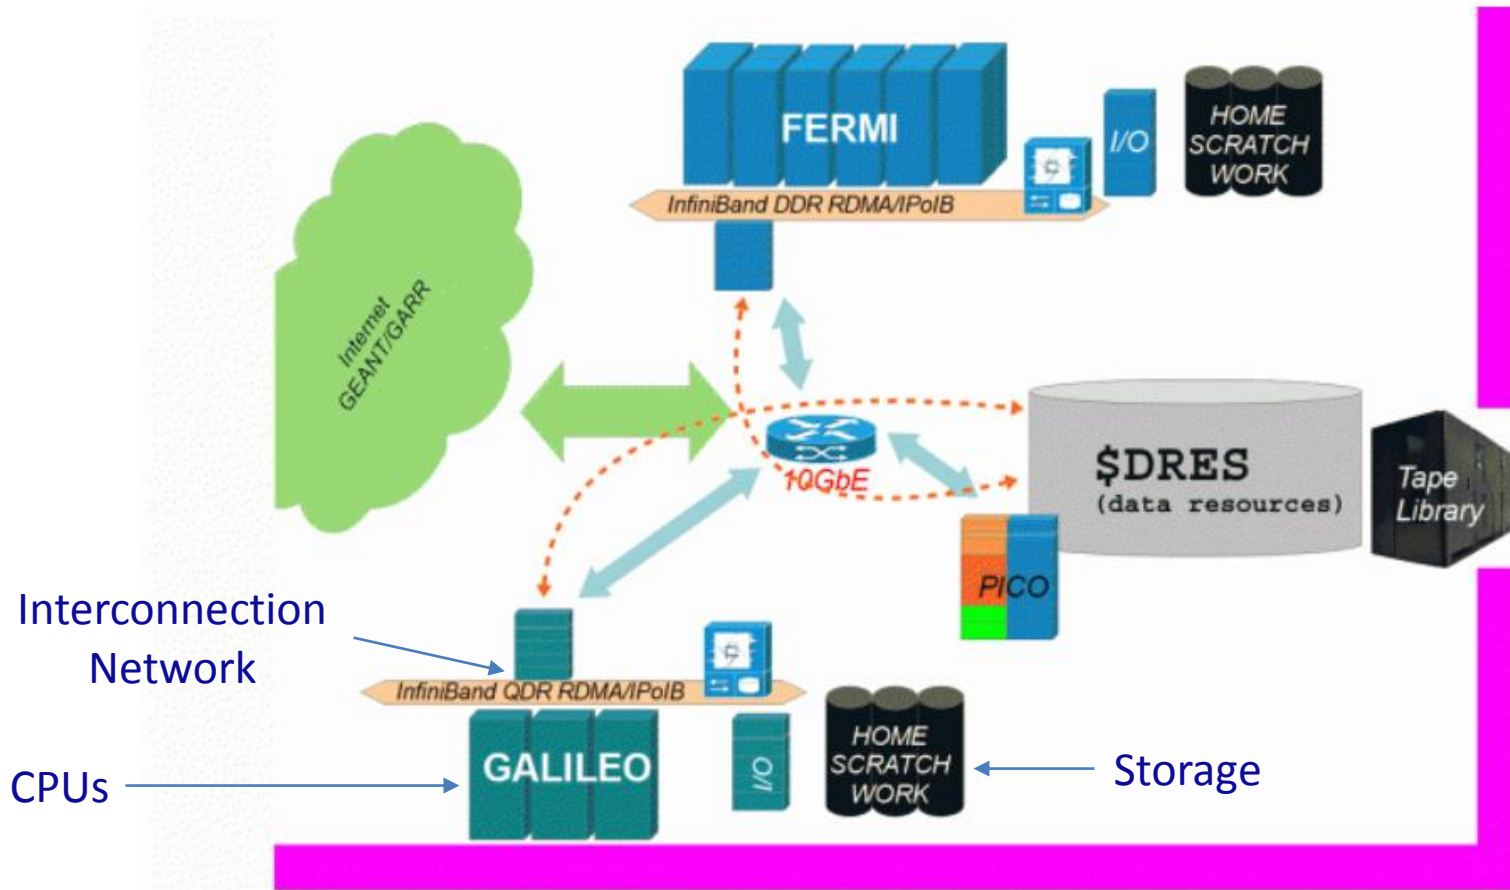 FERMI
I/O
HOME
SCRATCH
WORK
InfiniBand DDR RDMA/IPoIB
Internet
GEANT/GARR
10GbE
$DRES
(data resources)
Tape
Library
PICO
Interconnection
Network
InfiniBand QDR RDMA/IPoIB
GALILEO
I/O
HOME
SCRATCH
WORK
CPUs
Storage